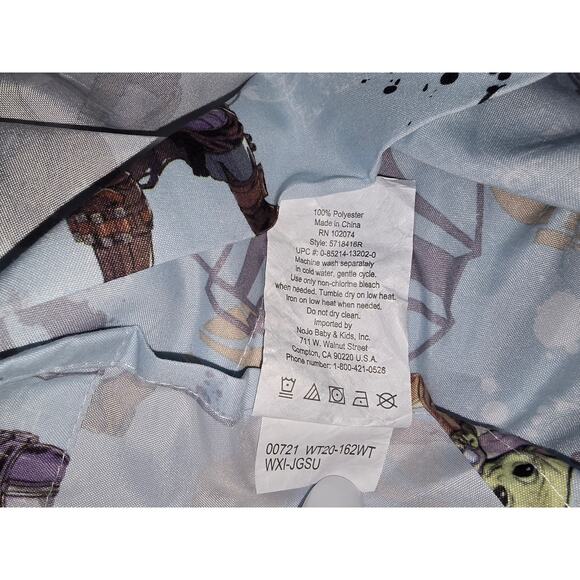 100% Polyester
Made in China
RN 102074
Style: 5718416R
UPC #: 0-85214-13202-0
Machine wash separately
in cold water, gentle cycle.
Use only non-chlorine bleach
when needed. Tumble dry on low heat.
Iron on low heat when needed.
Do not dry clean.
Imported by
NoJo Baby & Kids, Inc.
711 W. Walnut Street
Compton, CA 90220 U.S.A.
Phone number: 1-800-421-0526
00721 WT20-162WT
WXI-JGSU